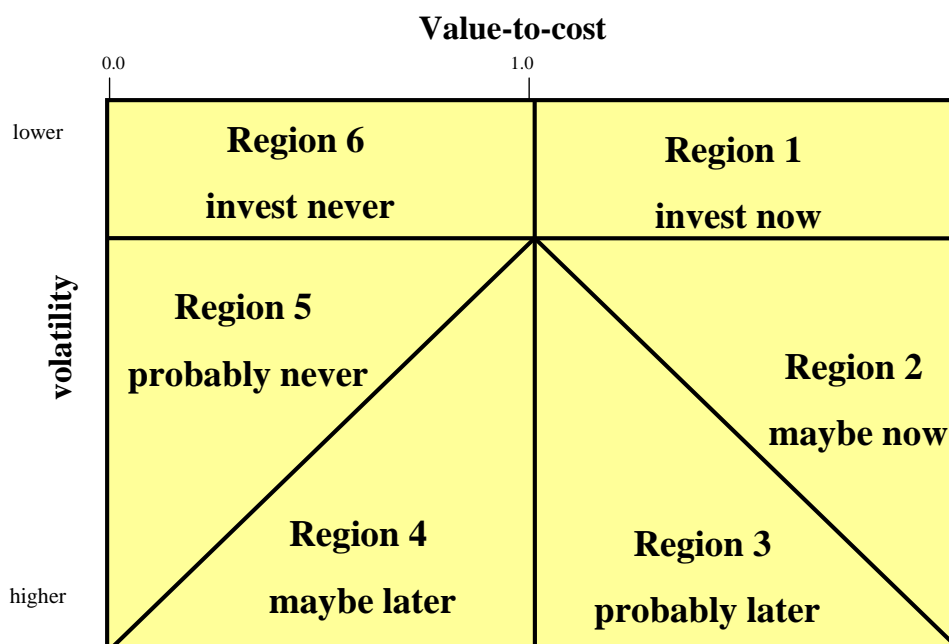 Value-to-cost
0.0
1.0
lower
Region 6
invest never
Region 1
invest now
volatility
Region 5
probably never
Region 2
maybe now
Region 4
maybe later
Region 3
probably later
higher